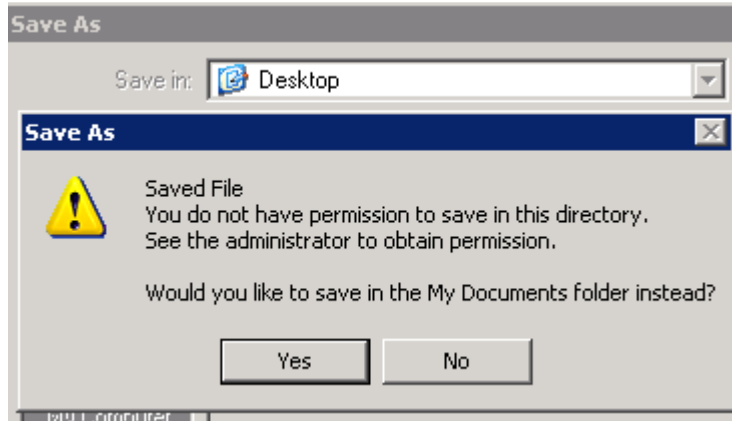 Save As
Save in: Desktop
Save As
Saved File
You do not have permission to save in this directory.
See the administrator to obtain permission.
Would you like to save in the My Documents folder instead?
Yes No
My Computer